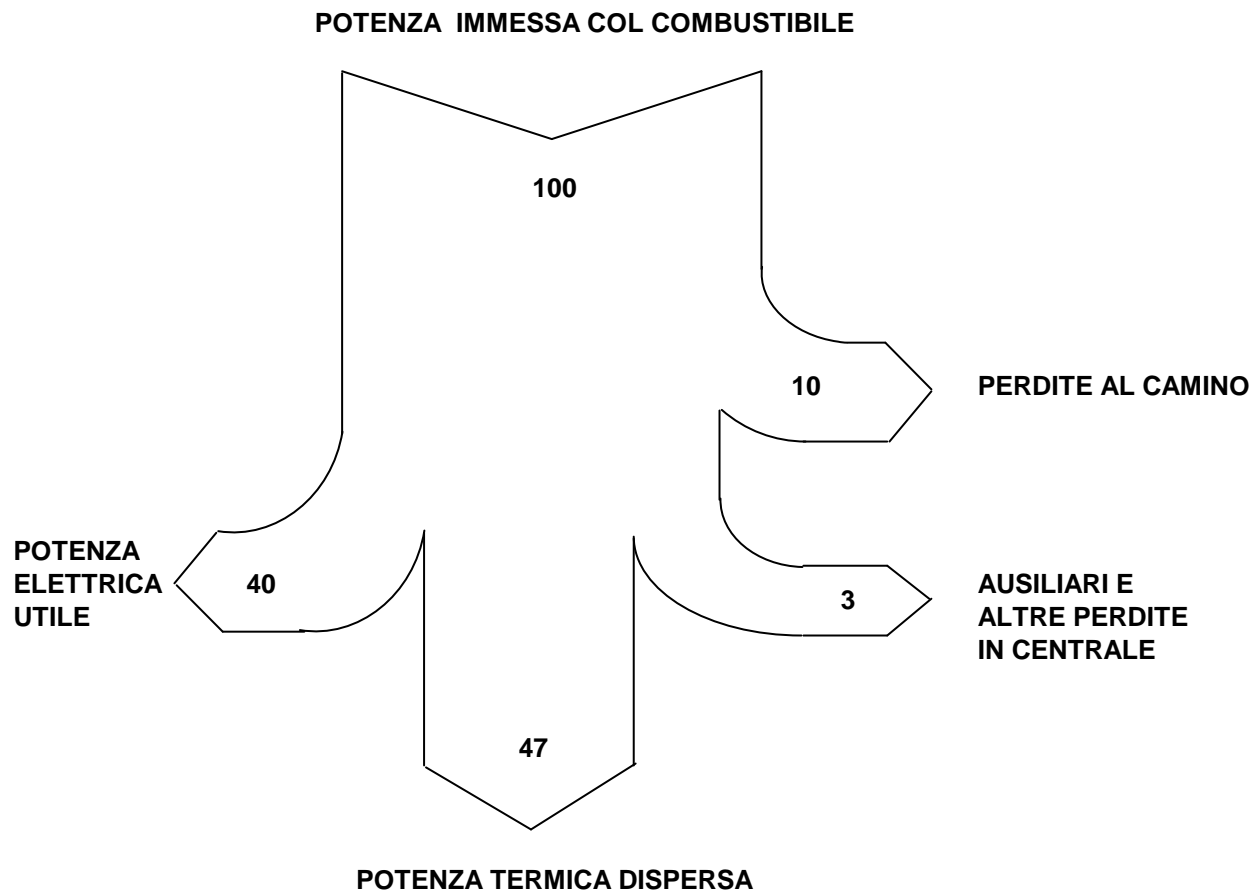 POTENZA IMMESSA COL COMBUSTIBILE
100
10
PERDITE AL CAMINO
POTENZA
ELETTRICA
UTILE
40
3
AUSILIARI E
ALTRE PERDITE
IN CENTRALE
47
POTENZA TERMICA DISPERSA